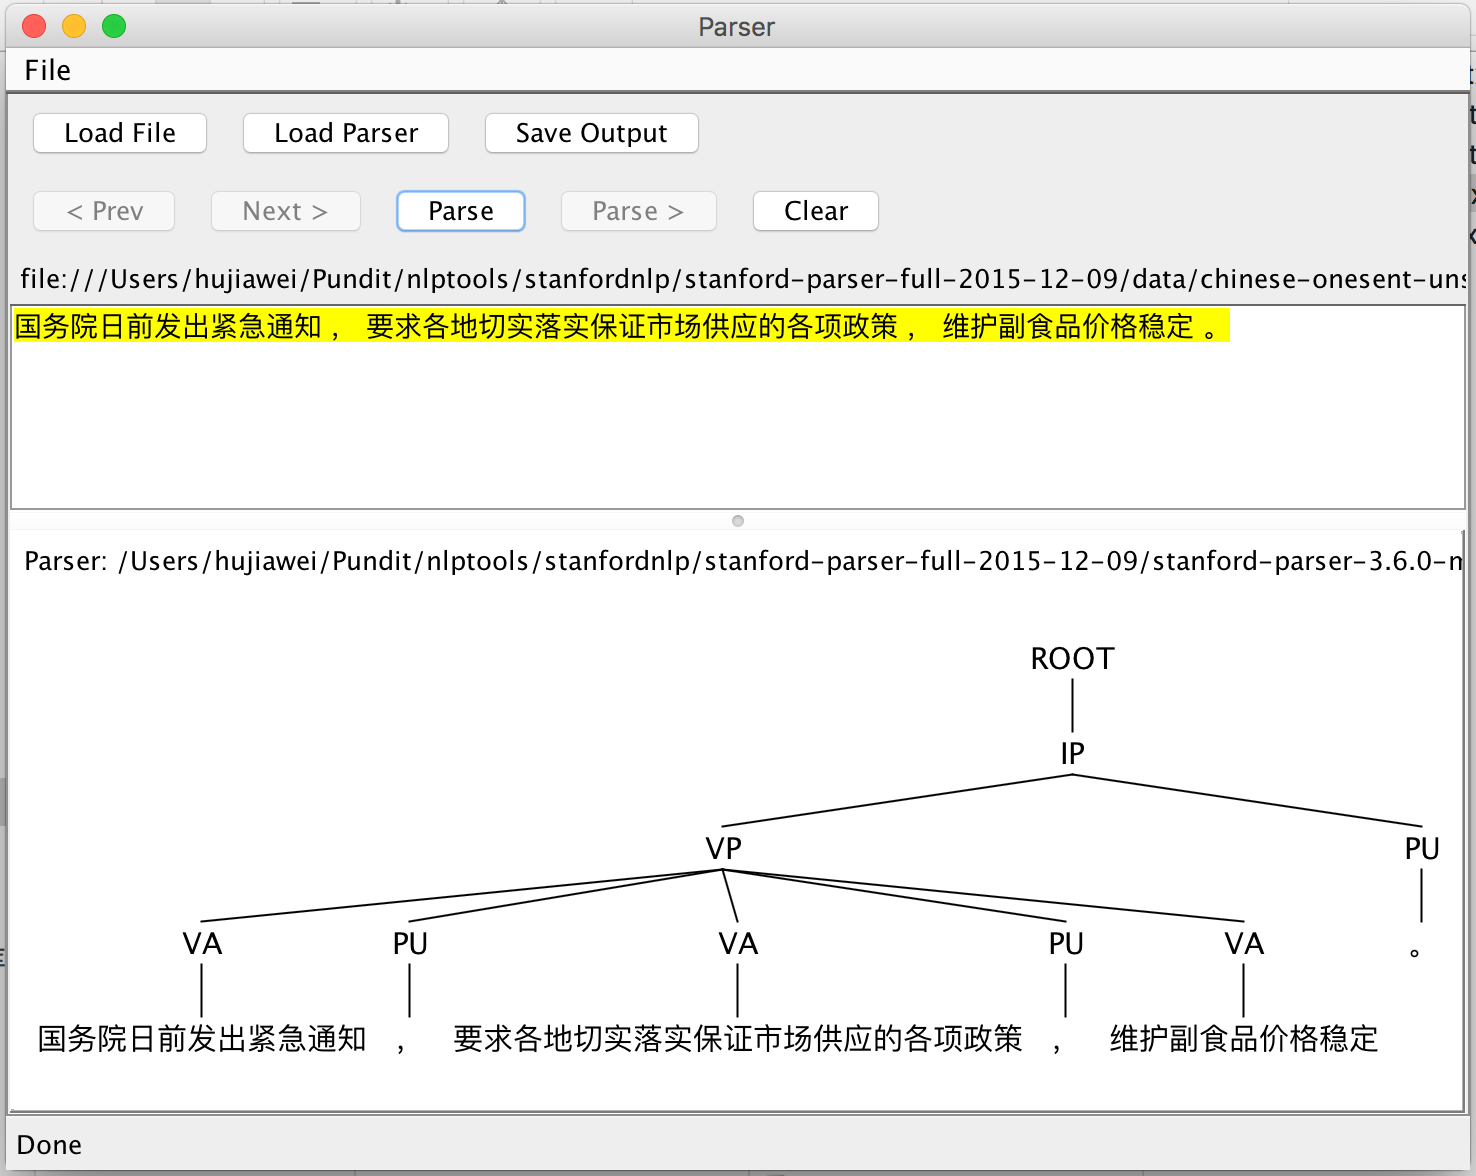 Parser
File
Load File Load Parser Save Output
< Prev Next > Parse Parse > Clear
file:///Users/hujiawei/Pundit/nlptools/stanfordnlp/stanford-parser-full-2015-12-09/data/chinese-onesent-uns
国务院日前发出紧急通知 ， 要求各地切实落实保证市场供应的各项政策 ， 维护副食品价格稳定 。
Parser: /Users/hujiawei/Pundit/nlptools/stanfordnlp/stanford-parser-full-2015-12-09/stanford-parser-3.6.0-m
ROOT
IP
VP PU
VA PU VA PU VA 。
国务院日前发出紧急通知 ， 要求各地切实落实保证市场供应的各项政策 ， 维护副食品价格稳定
Done